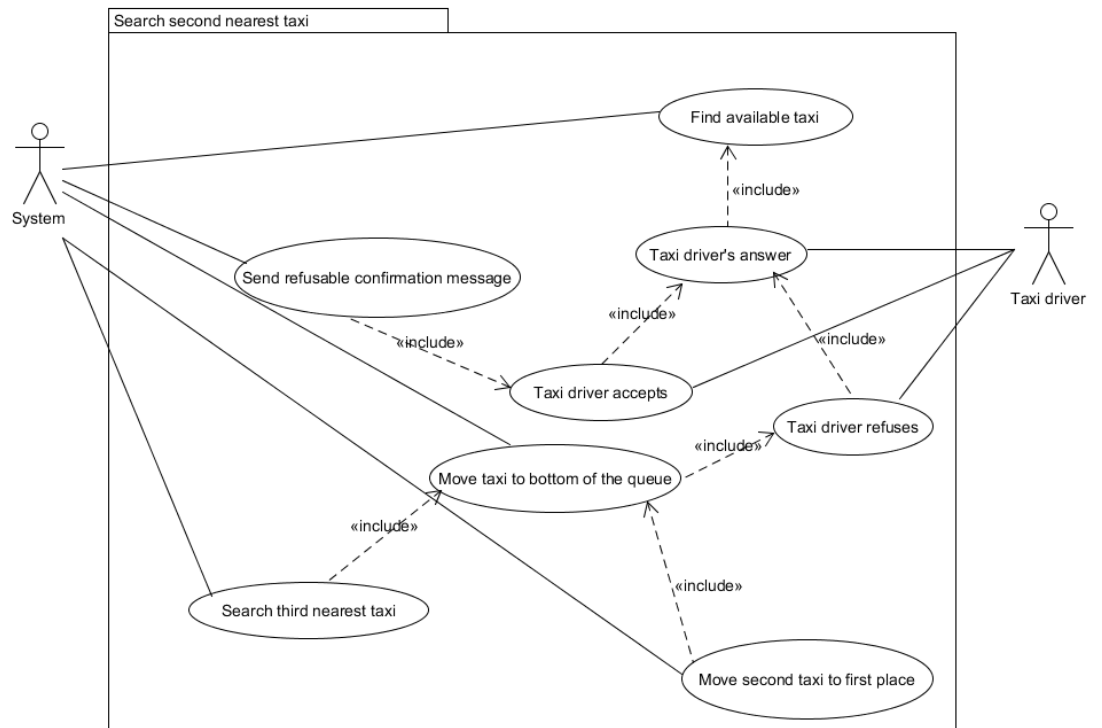 Search second nearest taxi
Find available taxi
«include»
System
Taxi driver's answer
Send refusable confirmation message
Taxi driver
«include»
«include»
«include»
Taxi driver accepts
Taxi driver refuses
«include»
Move taxi to bottom of the queue
«include»
«include»
Search third nearest taxi
Move second taxi to first place